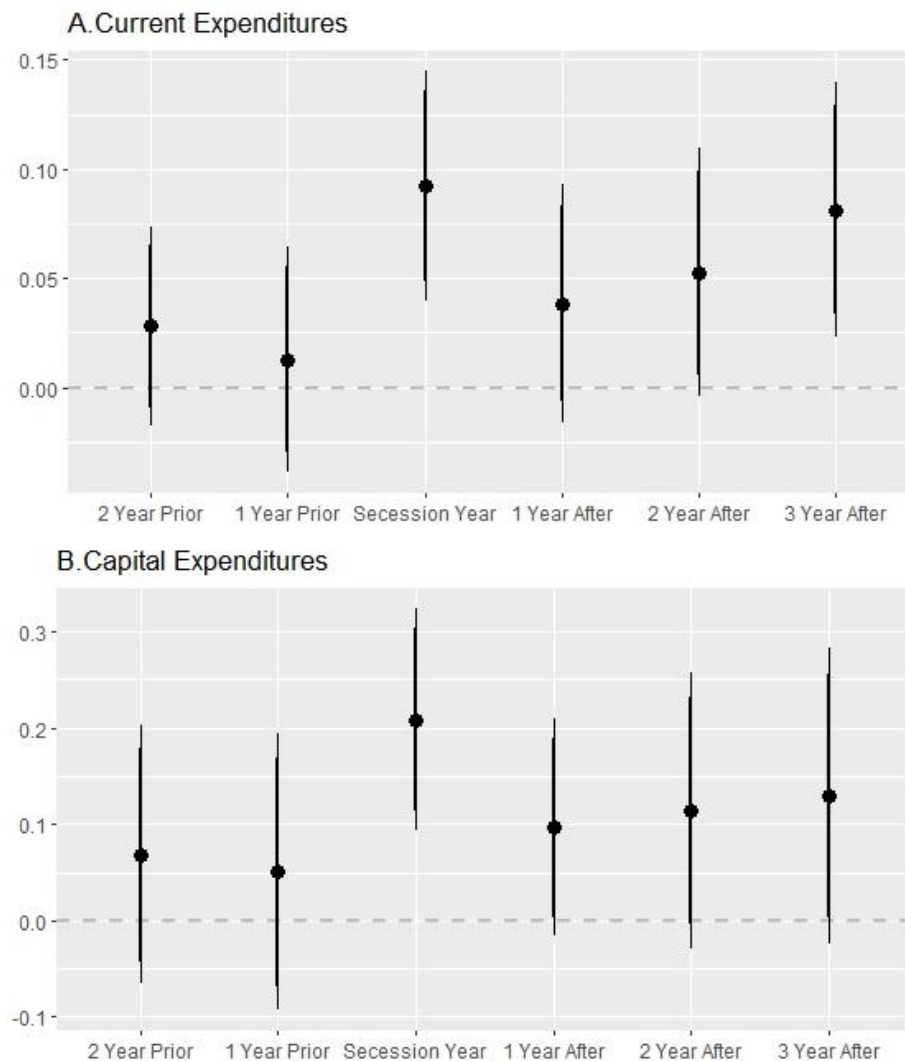 A.Current Expenditures
0.15
0.10
0.05
0.00
2 Year Prior 1 Year Prior Secession Year 1 Year After 2 Year After 3 Year After
B.Capital Expenditures
0.3
0.2
0.1
0.0
-0.1
2 Year Prior 1 Year Prior Secession Year 1 Year After 2 Year After 3 Year After